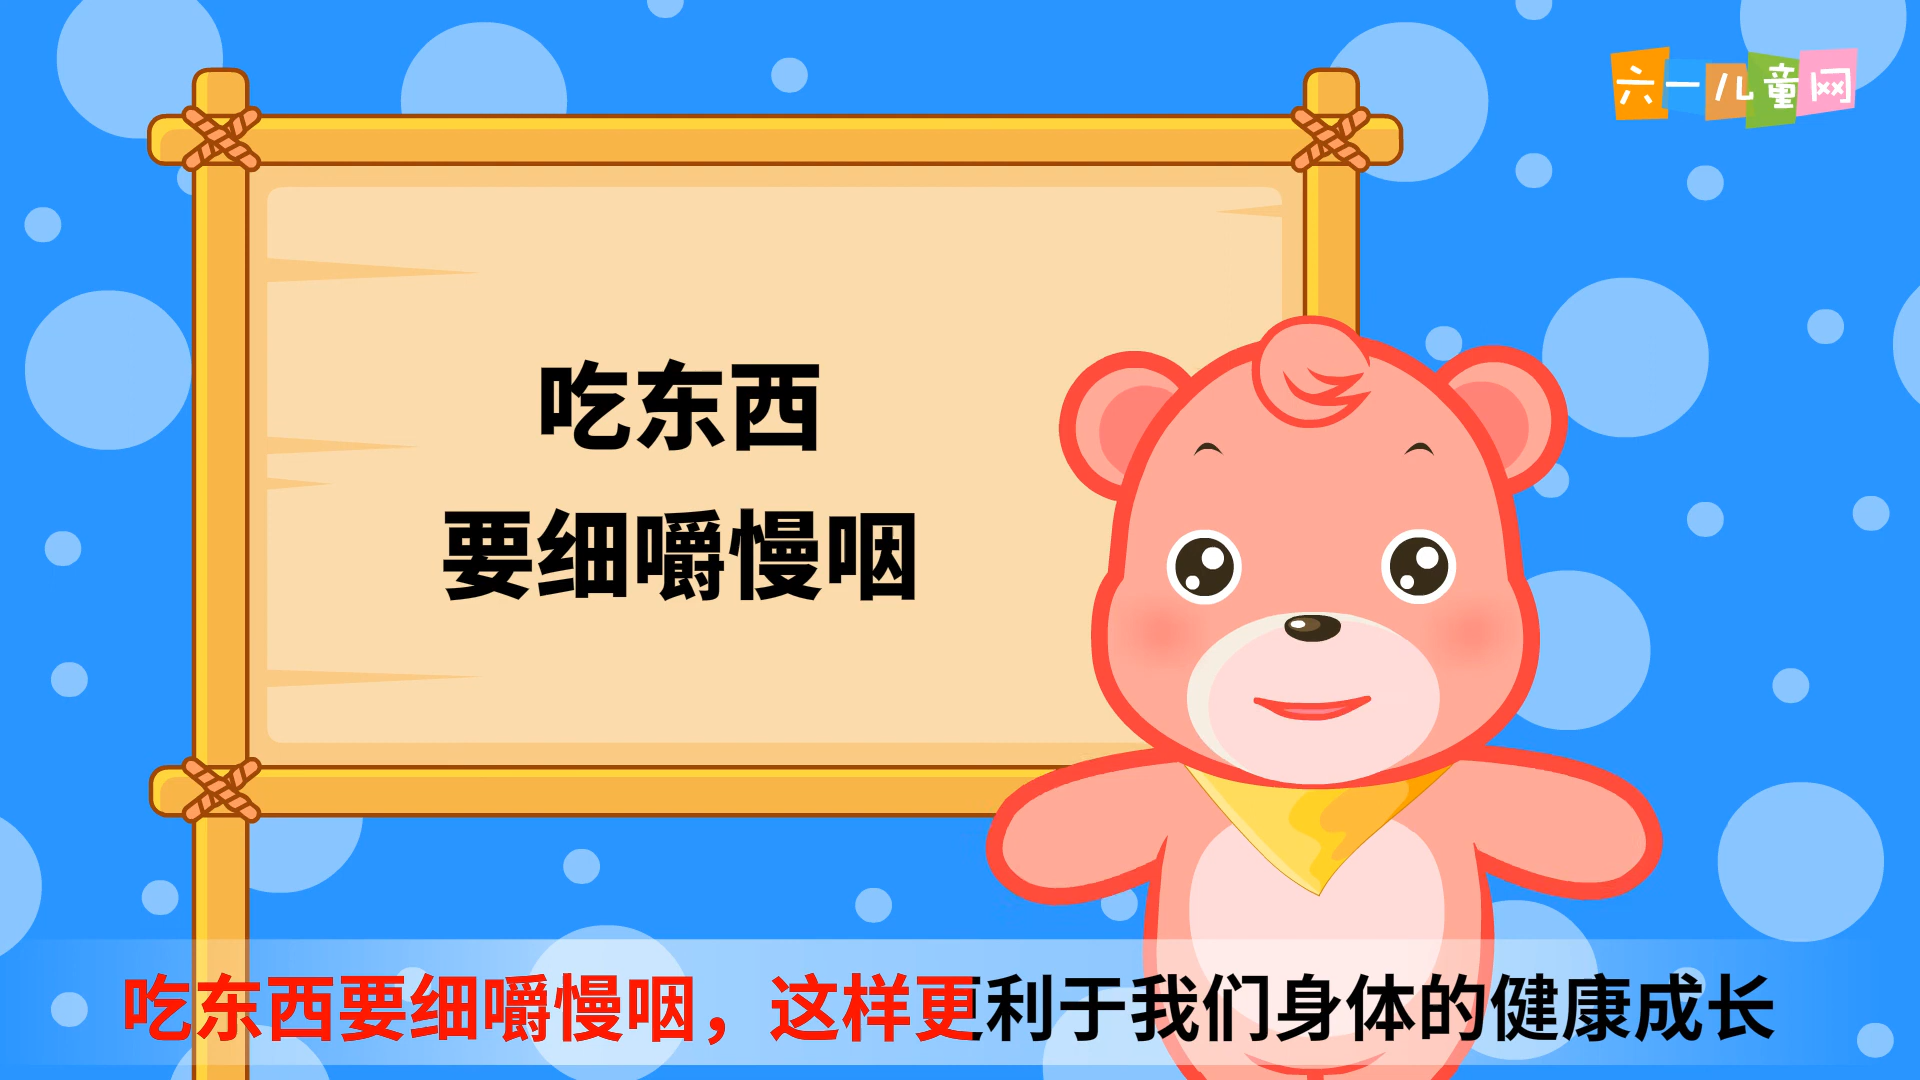 六一儿童网
吃东西
要细嚼慢咽
吃东西要细嚼慢咽，这样更利于我们身体的健康成长